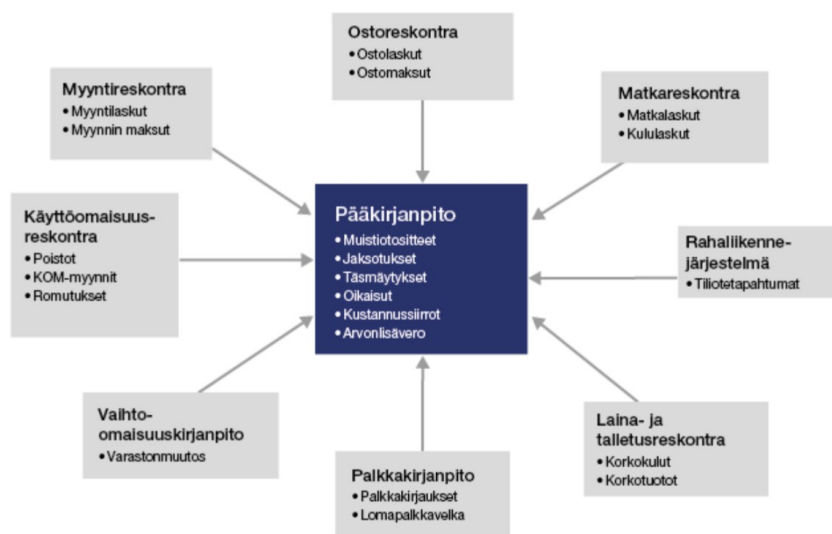 Ostoreskontra
• Ostolaskut
• Ostomaksut
Myyntireskontra
• Myyntilaskut
• Myynnin maksut
Matkareskontra
• Matkalaskut
• Kululaskut
Käyttöomaisuus-
reskontra
• Poistot
• KOM-myynnit
• Romutukset
Pääkirjanpito
• Muistiotositteet
• Jaksotukset
• Täsmäytykset
• Oikaisut
• Kustannussiirrot
• Arvonlisävero
Rahaliikenne-
järjestelmä
• Tiliotetapahtumat
Vaihto-
omaisuuskirjanpito
• Varastonmuutos
Palkkakirjanpito
• Palkkakirjaukset
• Lomapalkkavelka
Laina- ja
talletusreskontra
• Korkokulut
• Korkotuotot